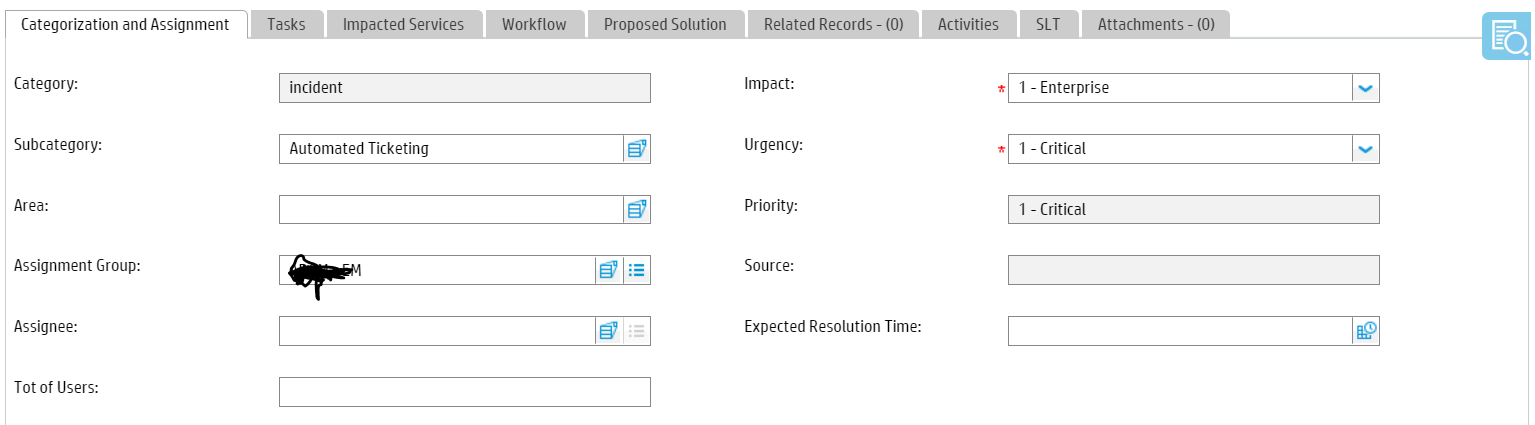 Categorization and Assignment Tasks Impacted Services Workflow Proposed Solution Related Records - (0) Activities SLT Attachments - (0)
Category: incident Impact: * 1 - Enterprise
Subcategory: Automated Ticketing Urgency: * 1 - Critical
Area: Priority: 1 - Critical
Assignment Group: EM Source:
Assignee: Expected Resolution Time:
Tot of Users: